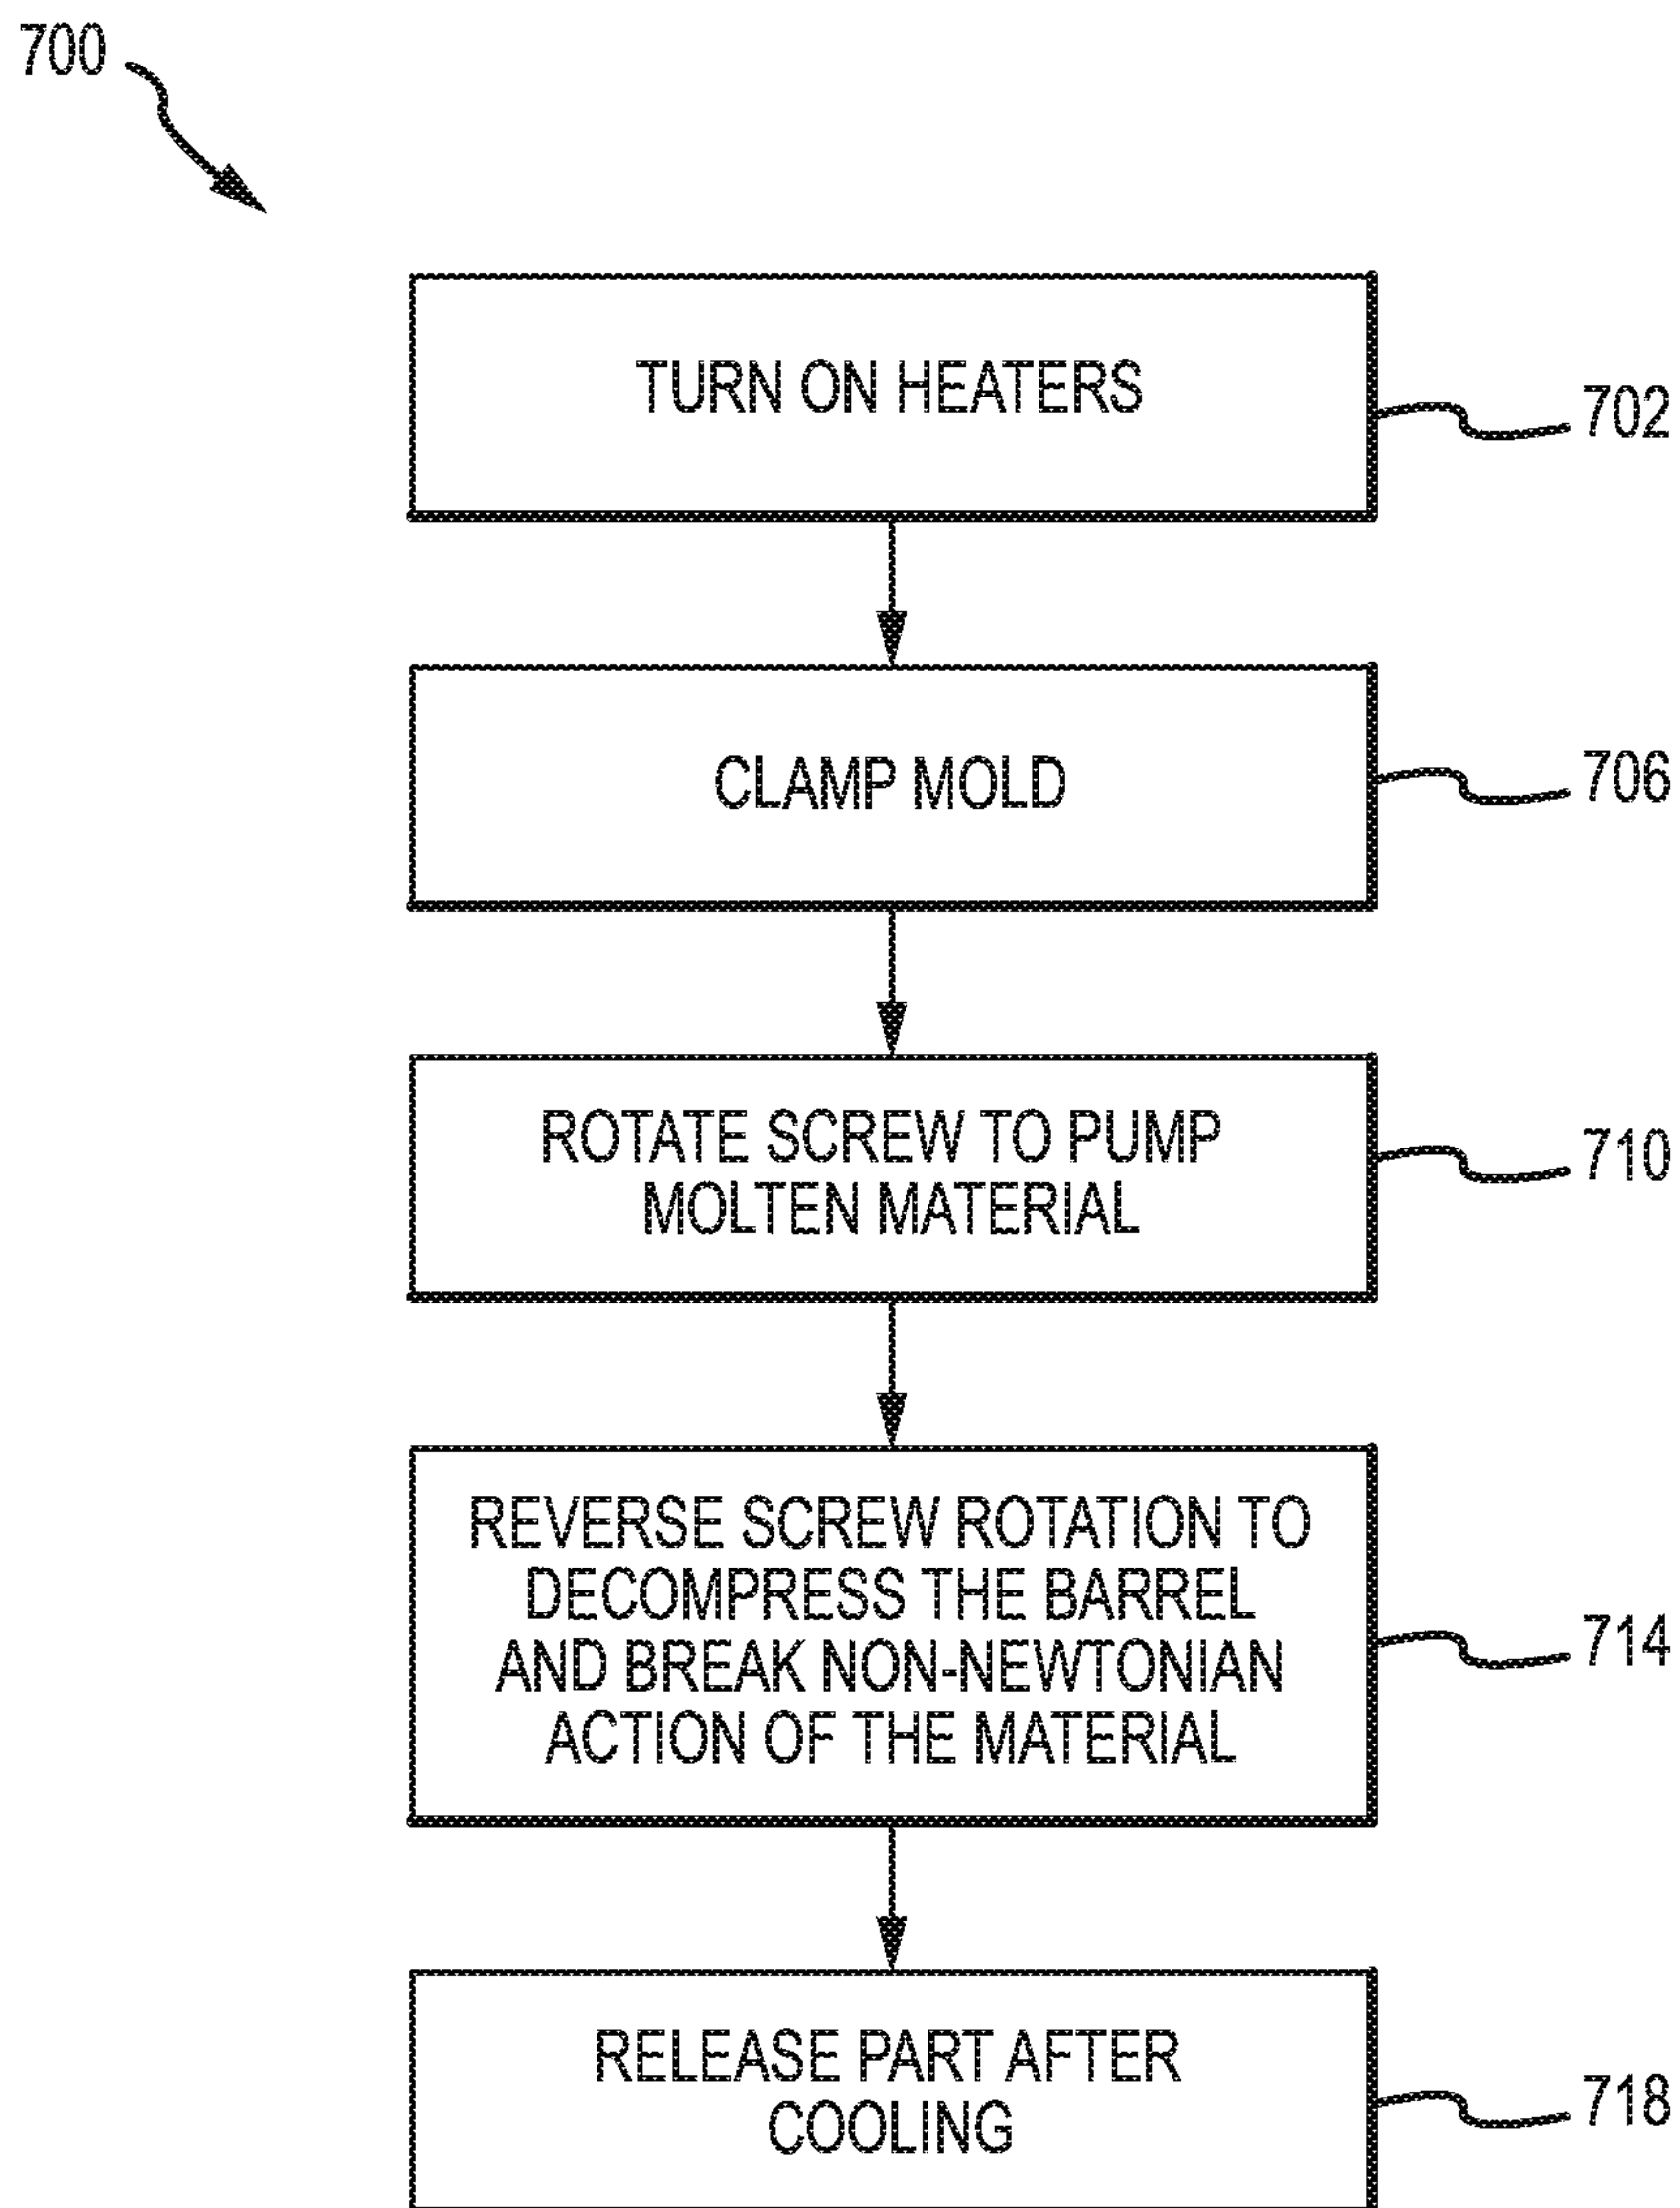 700
TURN ON HEATERS
702
CLAMP MOLD
706
ROTATE SCREW TO PUMP
MOLTEN MATERIAL
710
REVERSE SCREW ROTATION TO
DECOMPRESS THE BARREL
AND BREAK NON-NEWTONIAN
ACTION OF THE MATERIAL
714
RELEASE PART AFTER
COOLING
718